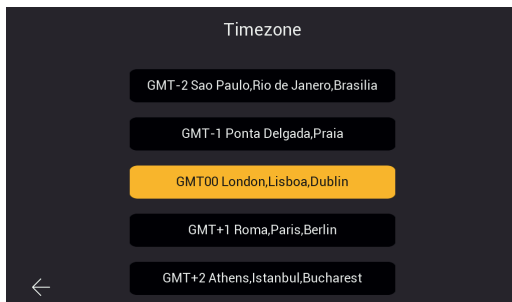 Timezone
GMT-2 Sao Paulo,Rio de Janero,Brasilia
GMT-1 Ponta Delgada,Praia
GMT00 London,Lisboa,Dublin
GMT+1 Roma,Paris,Berlin
GMT+2 Athens,Istanbul,Bucharest